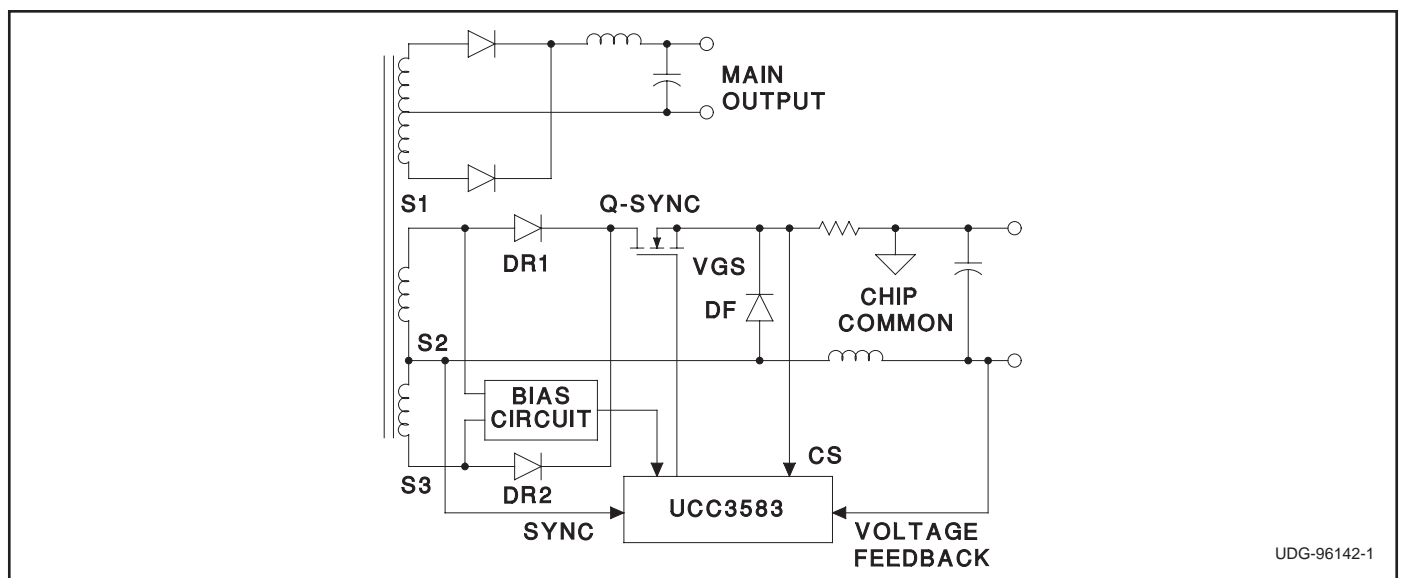 MAIN
OUTPUT
S1
Q-SYNC
DR1
VGS
DF
CHIP
COMMON
S2
BIAS
CIRCUIT
CS
S3
DR2
UCC3583
SYNC
VOLTAGE
FEEDBACK
UDG-96142-1